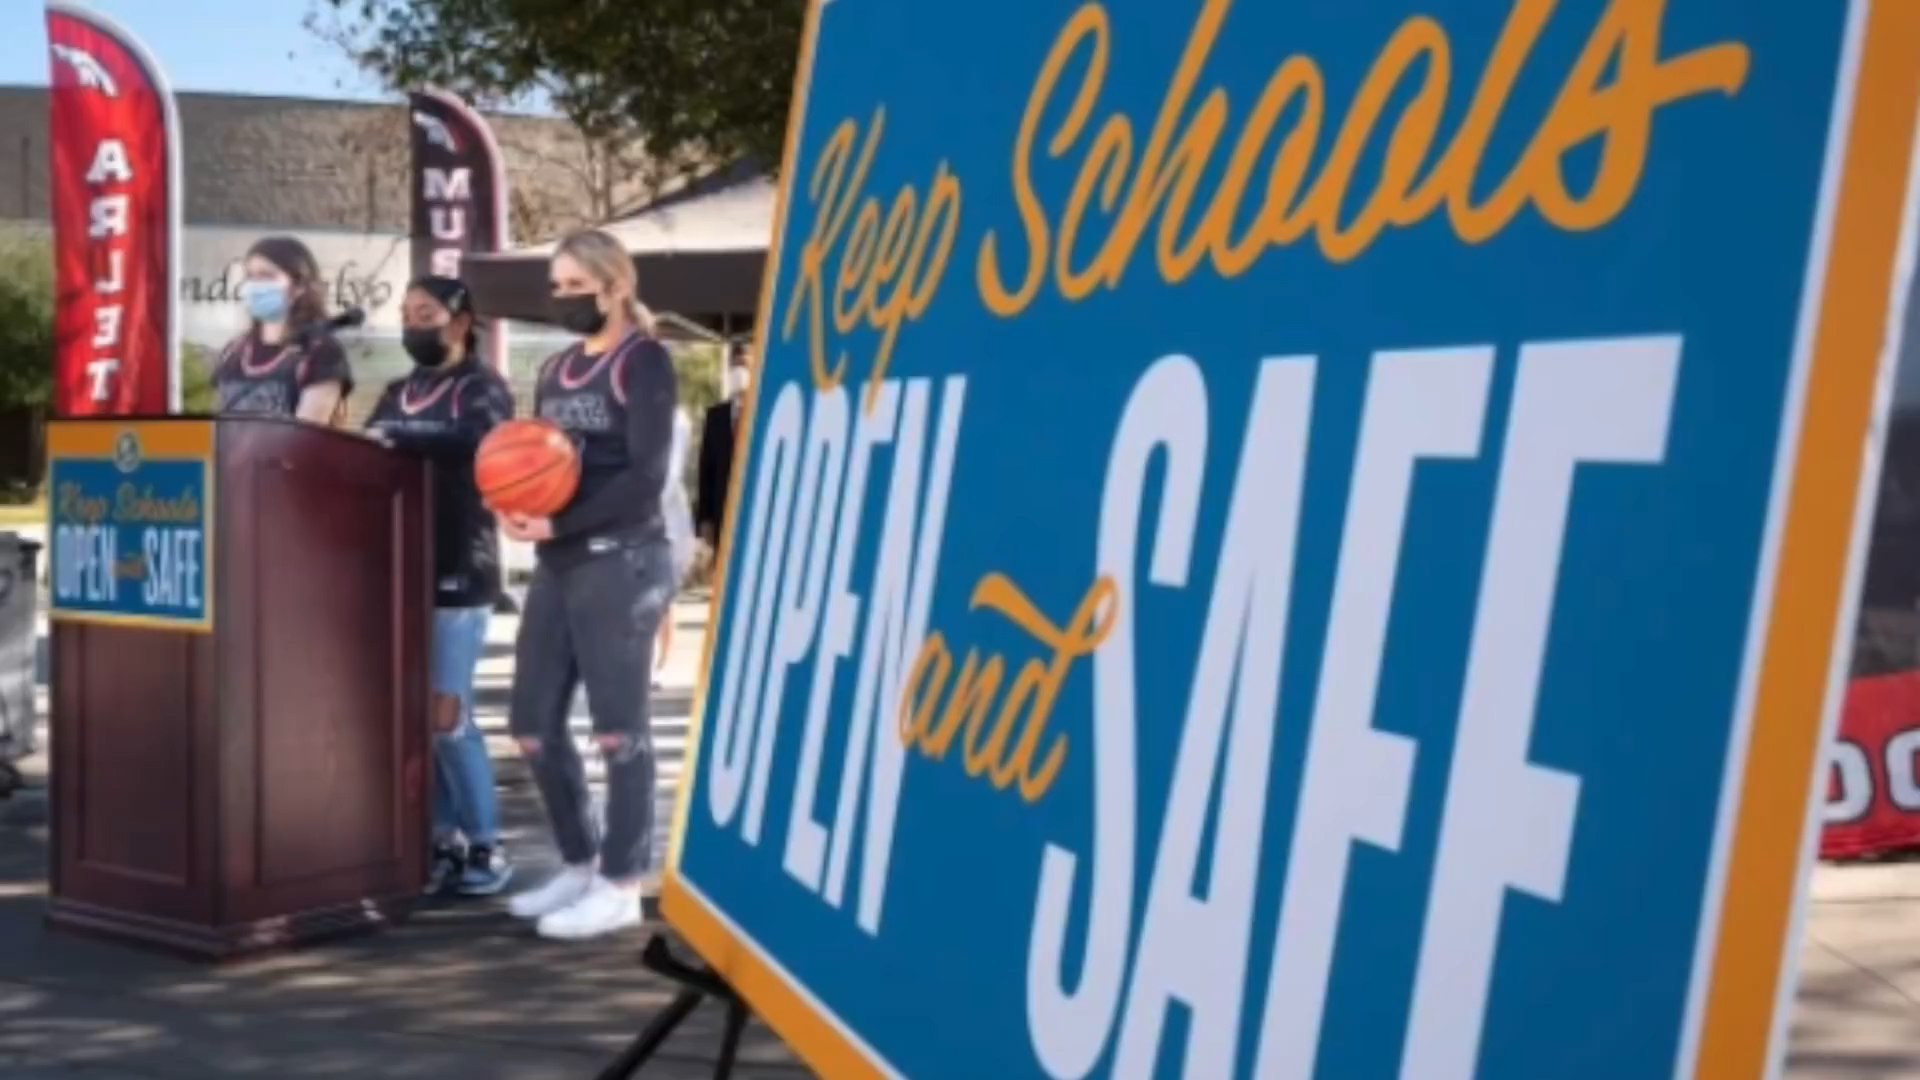 ARLET
MUS
Keep Schools
OPEN and SAFE
Keep Schools
OPEN and SAFE